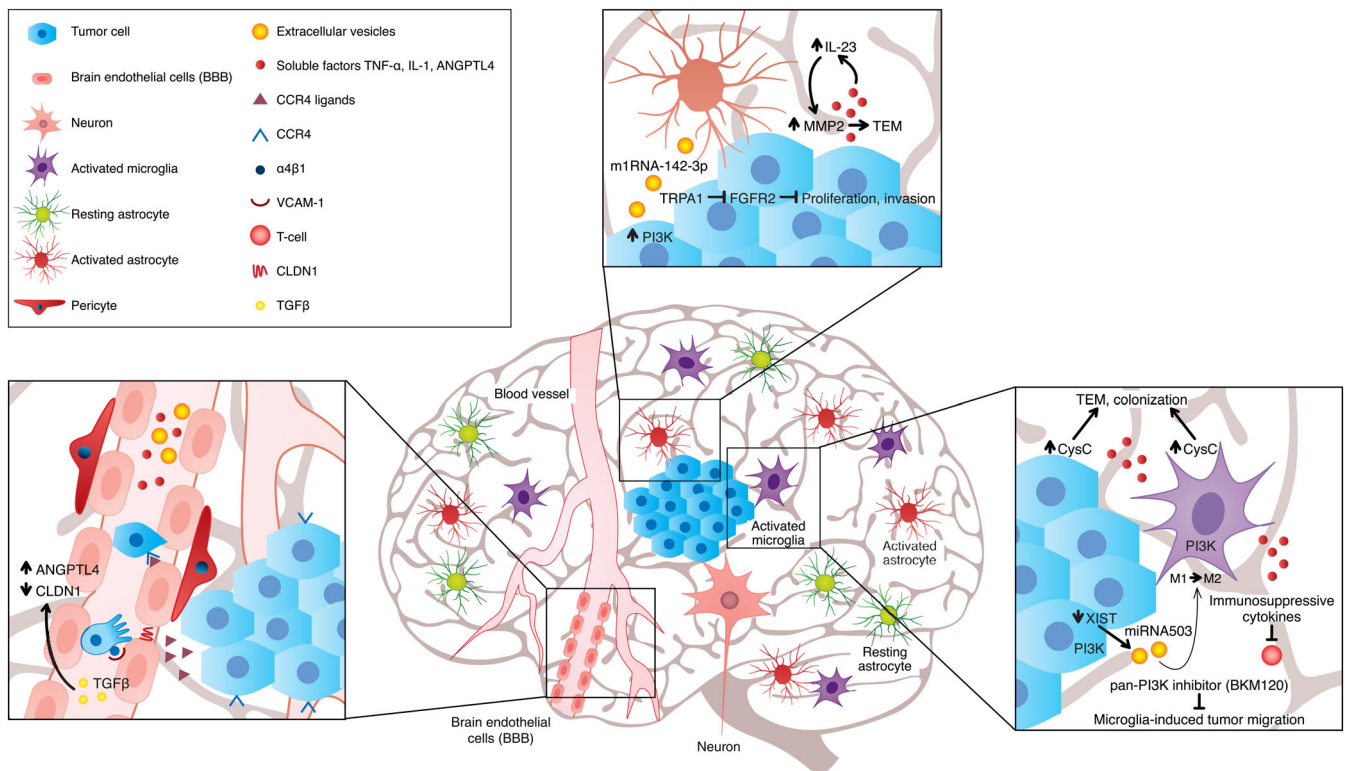 Tumor cell
Brain endothelial cells (BBB)
Neuron
Activated microglia
Resting astrocyte
Activated astrocyte
Pericyte
Extracellular vesicles
Soluble factors TNF-α, IL-1, ANGPTL4
CCR4 ligands
CCR4
α4β1
VCAM-1
T-cell
CLDN1
TGFβ
IL-23
MMP2
TEM
m1RNA-142-3p
TRPA1
FGFR2
Proliferation, invasion
PI3K
Blood vessel
Activated
microglia
Activated
astrocyte
Resting
astrocyte
Brain endothelial
cells (BBB)
Neuron
ANGPTL4
CLDN1
TGFβ
TEM, colonization
CysC
CysC
PI3K
M1
M2
XIST
PI3K
miRNA503
Immunosuppressive
cytokines
pan-PI3K inhibitor (BKM120)
Microglia-induced tumor migration